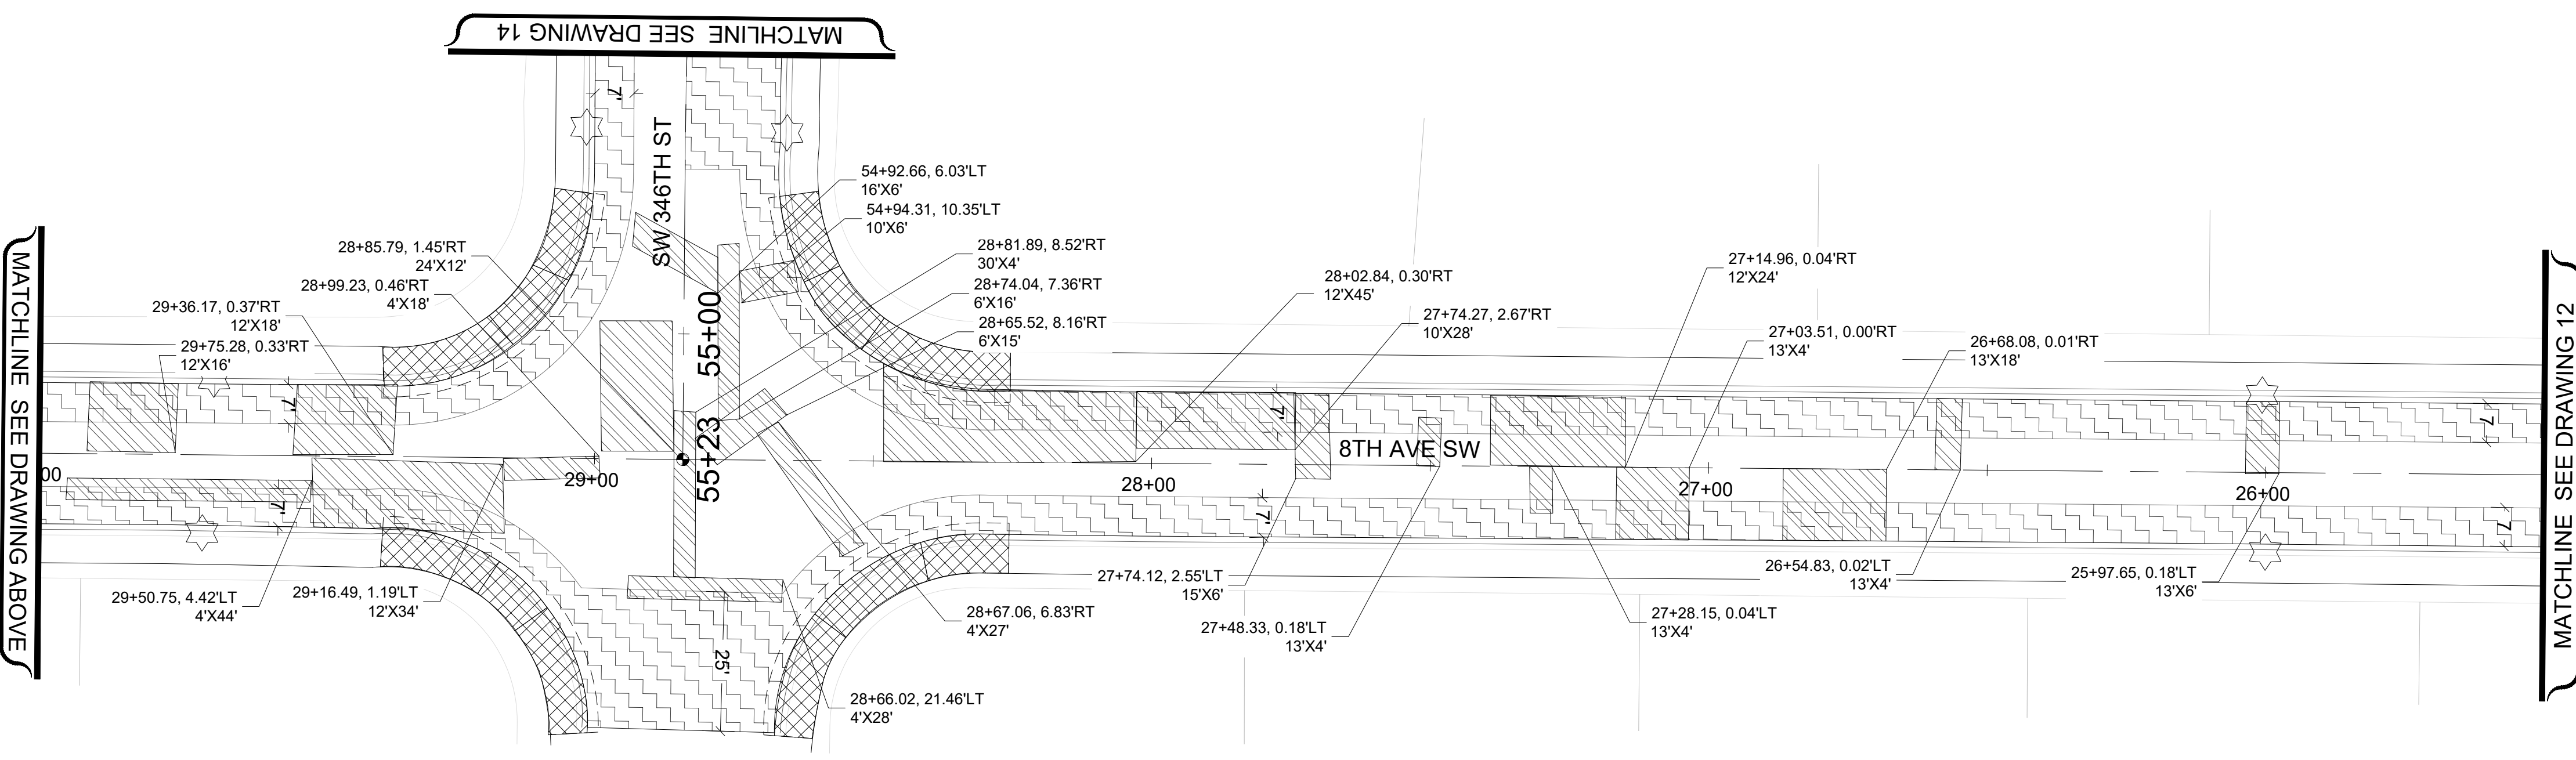 MATCHLINE  SEE DRAWING 14
SW 346TH ST
7'
54+92.66, 6.03'LT
16'X6'
54+94.31, 10.35'LT
10'X6'
28+85.79, 1.45'RT
24'X12'
28+99.23, 0.46'RT
4'X18'
29+36.17, 0.37'RT
12'X18'
29+75.28, 0.33'RT
12'X16'
28+81.89, 8.52'RT
30'X4'
28+74.04, 7.36'RT
6'X16'
28+65.52, 8.16'RT
6'X15'
28+02.84, 0.30'RT
12'X45'
27+74.27, 2.67'RT
10'X28'
27+14.96, 0.04'RT
12'X24'
27+03.51, 0.00'RT
13'X4'
26+68.08, 0.01'RT
13'X18'
MATCHLINE  SEE DRAWING ABOVE
MATCHLINE  SEE DRAWING 12
7'
7'
7'
55+00
55+23
8TH AVE SW
00
29+00
28+00
27+00
26+00
7'
7'
7'
29+50.75, 4.42'LT
4'X44'
29+16.49, 1.19'LT
12'X34'
25'
28+67.06, 6.83'RT
4'X27'
28+66.02, 21.46'LT
4'X28'
27+74.12, 2.55'LT
15'X6'
27+48.33, 0.18'LT
13'X4'
27+28.15, 0.04'LT
13'X4'
26+54.83, 0.02'LT
13'X4'
25+97.65, 0.18'LT
13'X6'